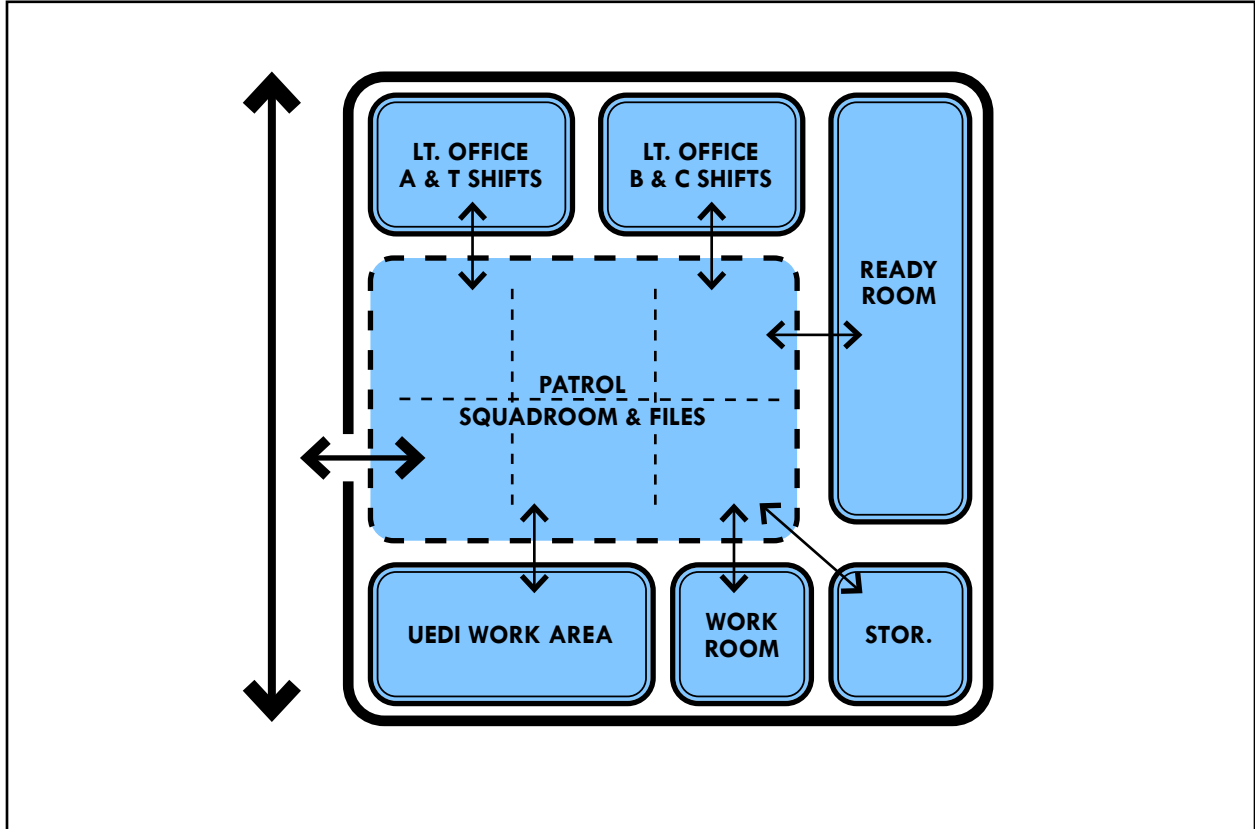 LT. OFFICE
A & T SHIFTS
LT. OFFICE
B & C SHIFTS
READY
ROOM
PATROL
SQUADROOM & FILES
UEDI WORK AREA
WORK
ROOM
STOR.